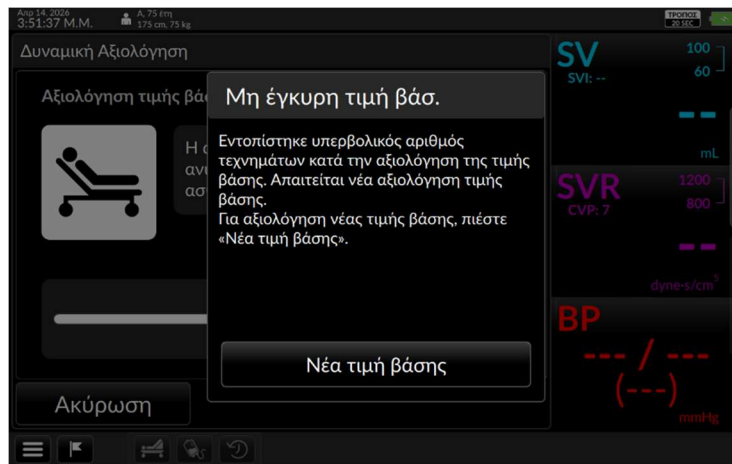 Απρ 14, 2026
3:51:37 Μ.Μ.
Α, 75 έτη
175 cm, 75 kg
ΤΡΟΠΟΣ
20 SEC
Δυναμική Αξιολόγηση
Αξιολόγηση τιμής βά
Η
αν
ασ
Μη έγκυρη τιμή βάσ.
Εντοπίστηκε υπερβολικός αριθμός
τεχνημάτων κατά την αξιολόγηση της τιμής
βάσης. Απαιτείται νέα αξιολόγηση τιμής
βάσης.
Για αξιολόγηση νέας τιμής βάσης, πιέστε
«Νέα τιμή βάσης».
Νέα τιμή βάσης
Ακύρωση
SV
SVI: --
100
60
--
mL
SVR
CVP: 7
1200
800
--
dyne·s/cm⁵
BP
--- / ---
(---)
mmHg